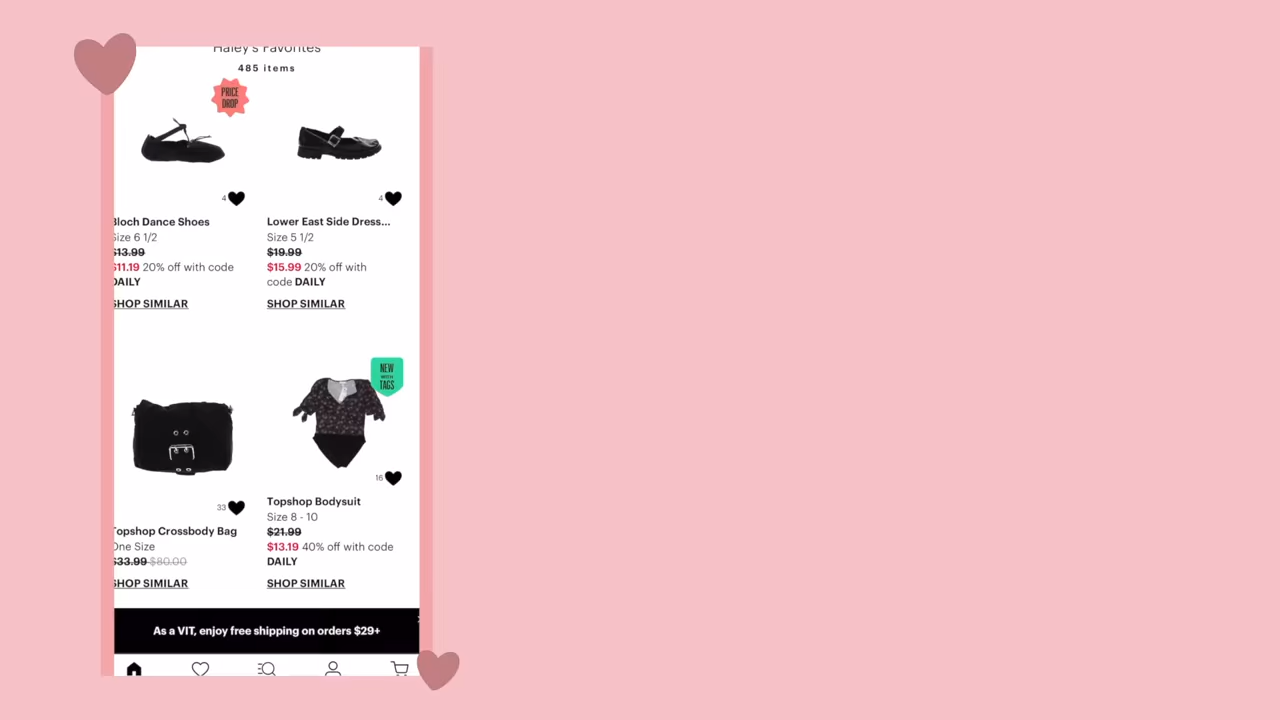 Haley's Favorites
485 items
PRICE
DROP
4
4
Bloch Dance Shoes
Size 6 1/2
$13.99
$11.19 20% off with code
DAILY
SHOP SIMILAR
Lower East Side Dress...
Size 5 1/2
$19.99
$15.99 20% off with
code DAILY
SHOP SIMILAR
NEW
WITH
TAGS
33
16
Topshop Crossbody Bag
One Size
$33.99 $80.00
SHOP SIMILAR
Topshop Bodysuit
Size 8 - 10
$21.99
$13.19 40% off with code
DAILY
SHOP SIMILAR
As a VIT, enjoy free shipping on orders $29+